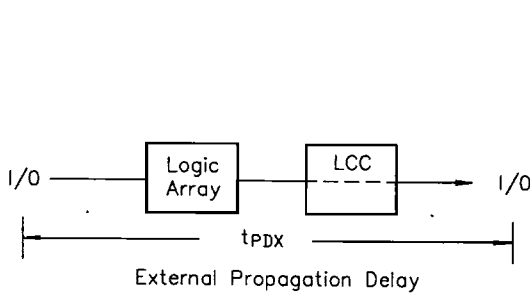 I/O
Logic
Array
LCC
I/O
tPDX
External Propagation Delay